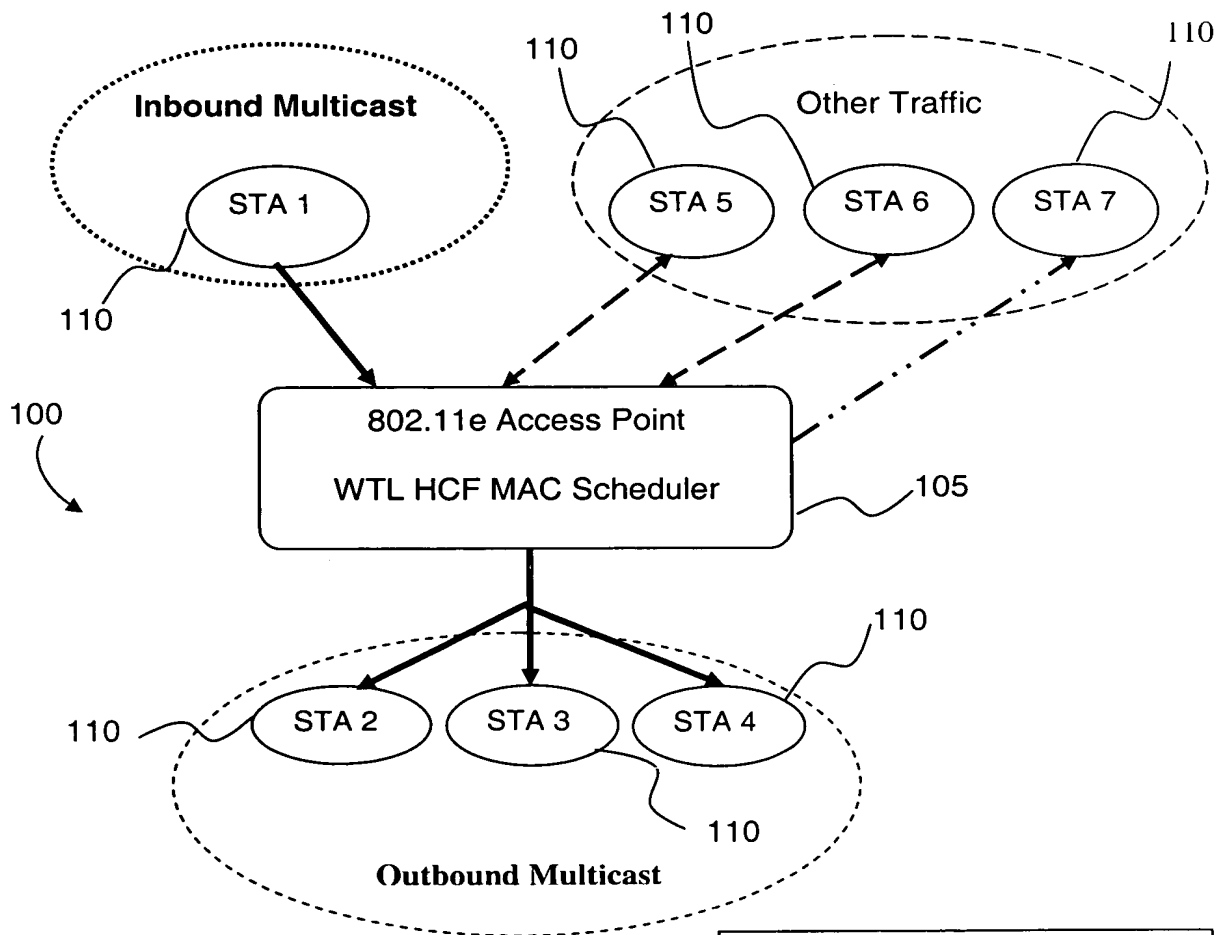 110
110
110
Inbound Multicast
Other Traffic
STA 1
STA 5
STA 6
STA 7
110
100
802.11e Access Point
WTL HCF MAC Scheduler
105
110
110
STA 2
STA 3
STA 4
110
Outbound Multicast